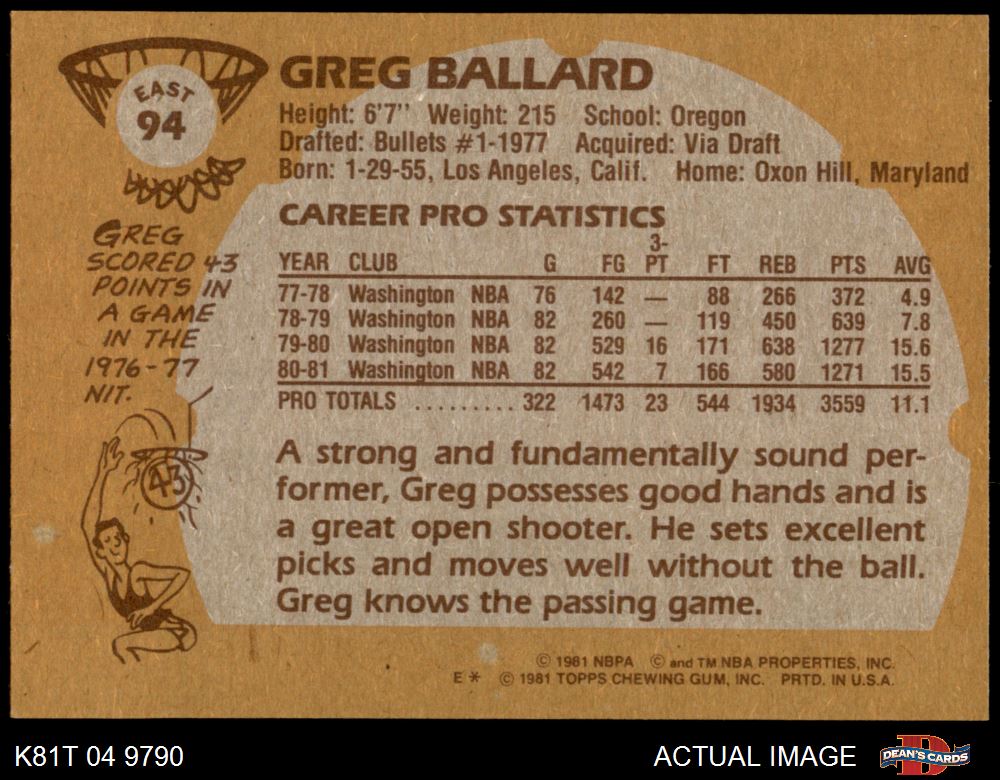 EAST
94
GREG BALLARD
Height: 6'7" Weight: 215 School: Oregon
Drafted: Bullets #1-1977 Acquired: Via Draft
Born: 1-29-55, Los Angeles, Calif. Home: Oxon Hill, Maryland
CAREER PRO STATISTICS
YEAR CLUB G FG 3-PT FT REB PTS AVG
77-78 Washington NBA 76 142 — 88 266 372 4.9
78-79 Washington NBA 82 260 — 119 450 639 7.8
79-80 Washington NBA 82 529 16 171 638 1277 15.6
80-81 Washington NBA 82 542 7 166 580 1271 15.5
PRO TOTALS .......... 322 1473 23 544 1934 3559 11.1
A strong and fundamentally sound per-
former, Greg possesses good hands and is
a great open shooter. He sets excellent
picks and moves well without the ball.
Greg knows the passing game.
GREG
SCORED 43
POINTS IN
A GAME
IN THE
1976-77
NIT.
43
© 1981 NBPA © and TM NBA PROPERTIES, INC.
E * © 1981 TOPPS CHEWING GUM, INC. PRTD. IN U.S.A.
K81T 04 9790
ACTUAL IMAGE
DEAN'S CARDS